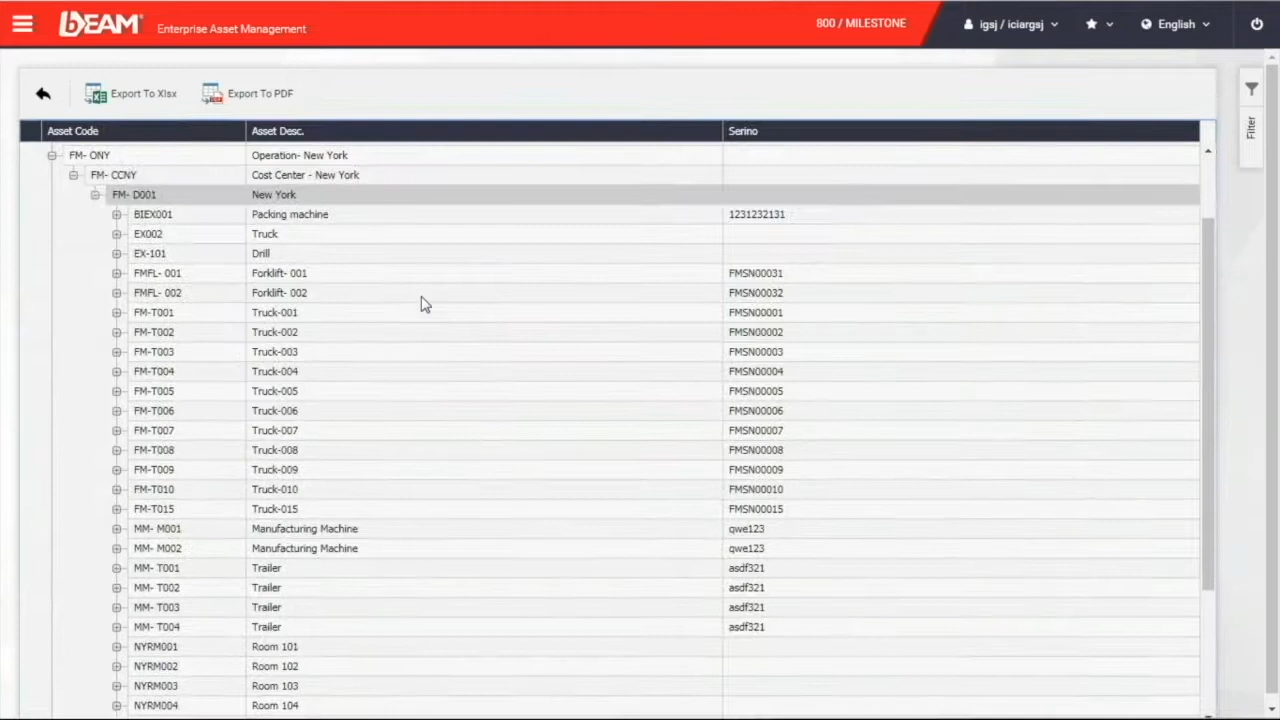 bEAM Enterprise Asset Management 800 / MILESTONE igsj / iciargsj English
Export To Xlsx Export To PDF
Filter
Asset Code Asset Desc. Serino
FM- ONY Operation- New York
FM- CCNY Cost Center - New York
FM- D001 New York
BIEX001 Packing machine 1231232131
EX002 Truck
EX-101 Drill
FMFL- 001 Forklift- 001 FMSN00031
FMFL- 002 Forklift- 002 FMSN00032
FM-T001 Truck-001 FMSN00001
FM-T002 Truck-002 FMSN00002
FM-T003 Truck-003 FMSN00003
FM-T004 Truck-004 FMSN00004
FM-T005 Truck-005 FMSN00005
FM-T006 Truck-006 FMSN00006
FM-T007 Truck-007 FMSN00007
FM-T008 Truck-008 FMSN00008
FM-T009 Truck-009 FMSN00009
FM-T010 Truck-010 FMSN00010
FM-T015 Truck-015 FMSN00015
MM- M001 Manufacturing Machine qwe123
MM- M002 Manufacturing Machine qwe123
MM- T001 Trailer asdf321
MM- T002 Trailer asdf321
MM- T003 Trailer asdf321
MM- T004 Trailer asdf321
NYRM001 Room 101
NYRM002 Room 102
NYRM003 Room 103
NYRM004 Room 104